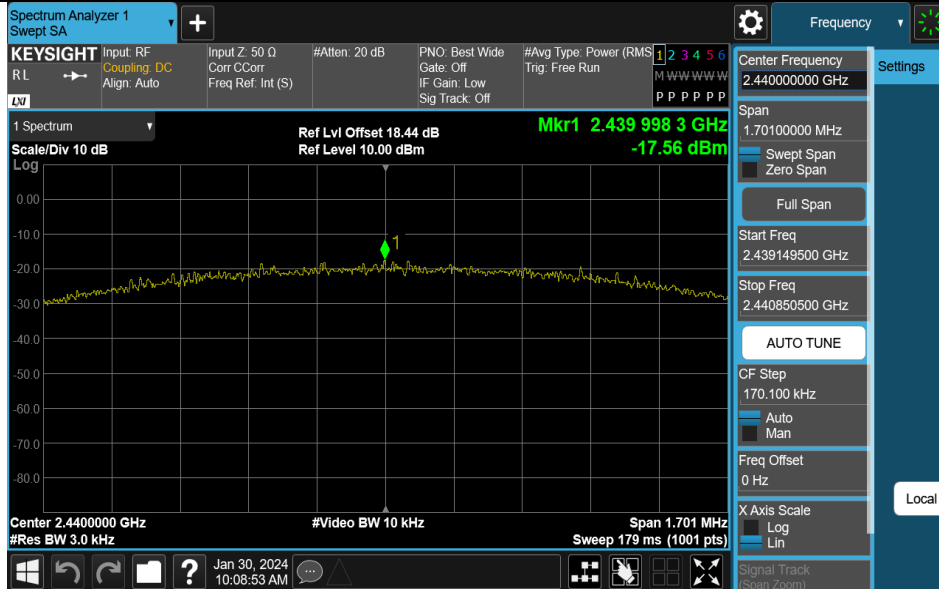 Spectrum Analyzer 1
Swept SA
Frequency
KEYSIGHT
R L
LXI
Input: RF
Coupling: DC
Align: Auto
Input Z: 50 Ω
Corr CCorr
Freq Ref: Int (S)
#Atten: 20 dB
PNO: Best Wide
Gate: Off
IF Gain: Low
Sig Track: Off
#Avg Type: Power (RMS
Trig: Free Run
1 2 3 4 5 6
M W W W W W
P P P P P P
1 Spectrum
Scale/Div 10 dB
Log
Ref Lvl Offset 18.44 dB
Ref Level 10.00 dBm
Mkr1 2.439 998 3 GHz
-17.56 dBm
0.00
-10.0
-20.0
-30.0
-40.0
-50.0
-60.0
-70.0
-80.0
1
Center 2.4400000 GHz
#Res BW 3.0 kHz
#Video BW 10 kHz
Span 1.701 MHz
Sweep 179 ms (1001 pts)
Jan 30, 2024
10:08:53 AM
Center Frequency
2.440000000 GHz
Span
1.70100000 MHz
Swept Span
Zero Span
Full Span
Start Freq
2.439149500 GHz
Stop Freq
2.440850500 GHz
AUTO TUNE
CF Step
170.100 kHz
Auto
Man
Freq Offset
0 Hz
X Axis Scale
Log
Lin
Signal Track
(Span Zoom)
Settings
Local